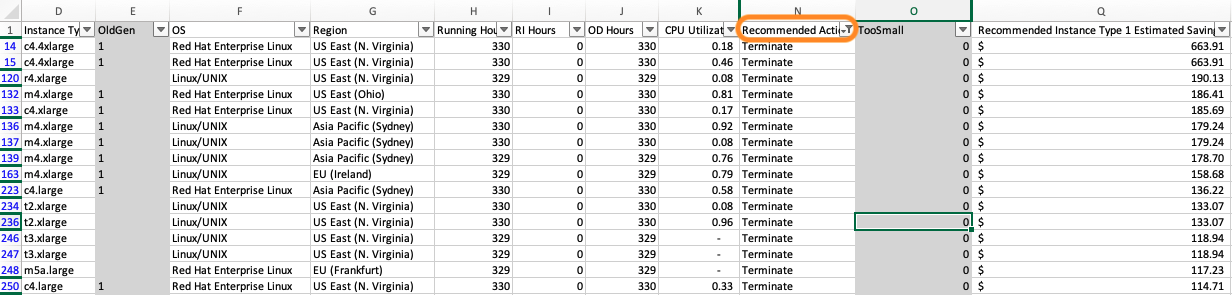 D E F G H I J K N O Q
1 Instance Ty OldGen OS Region Running Hou RI Hours OD Hours CPU Utilizat Recommended Acti TooSmall Recommended Instance Type 1 Estimated Savin
14 c4.4xlarge 1 Red Hat Enterprise Linux US East (N. Virginia) 330 0 330 0.18 Terminate 0 $ 663.91
15 c4.4xlarge 1 Red Hat Enterprise Linux US East (N. Virginia) 330 0 330 0.46 Terminate 0 $ 663.91
120 r4.xlarge Linux/UNIX US East (N. Virginia) 329 0 329 0.08 Terminate 0 $ 190.13
132 m4.xlarge 1 Red Hat Enterprise Linux US East (Ohio) 330 0 330 0.81 Terminate 0 $ 186.41
133 c4.xlarge 1 Red Hat Enterprise Linux US East (N. Virginia) 330 0 330 0.17 Terminate 0 $ 185.69
136 m4.xlarge 1 Linux/UNIX Asia Pacific (Sydney) 330 0 330 0.92 Terminate 0 $ 179.24
137 m4.xlarge 1 Linux/UNIX Asia Pacific (Sydney) 330 0 330 0.08 Terminate 0 $ 179.24
139 m4.xlarge 1 Linux/UNIX Asia Pacific (Sydney) 329 0 329 0.76 Terminate 0 $ 178.70
163 m4.xlarge 1 Linux/UNIX EU (Ireland) 329 0 329 0.79 Terminate 0 $ 158.68
223 c4.large 1 Red Hat Enterprise Linux Asia Pacific (Sydney) 330 0 330 0.58 Terminate 0 $ 136.22
234 t2.xlarge Linux/UNIX US East (N. Virginia) 330 0 330 0.08 Terminate 0 $ 133.07
236 t2.xlarge Linux/UNIX US East (N. Virginia) 330 0 330 0.96 Terminate 0 $ 133.07
246 t3.xlarge Linux/UNIX US East (N. Virginia) 329 0 329 - Terminate 0 $ 118.94
247 t3.xlarge Linux/UNIX US East (N. Virginia) 329 0 329 - Terminate 0 $ 118.94
248 m5a.large Red Hat Enterprise Linux EU (Frankfurt) 329 0 329 - Terminate 0 $ 117.23
250 c4.large 1 Red Hat Enterprise Linux US East (N. Virginia) 330 0 330 0.33 Terminate 0 $ 114.71